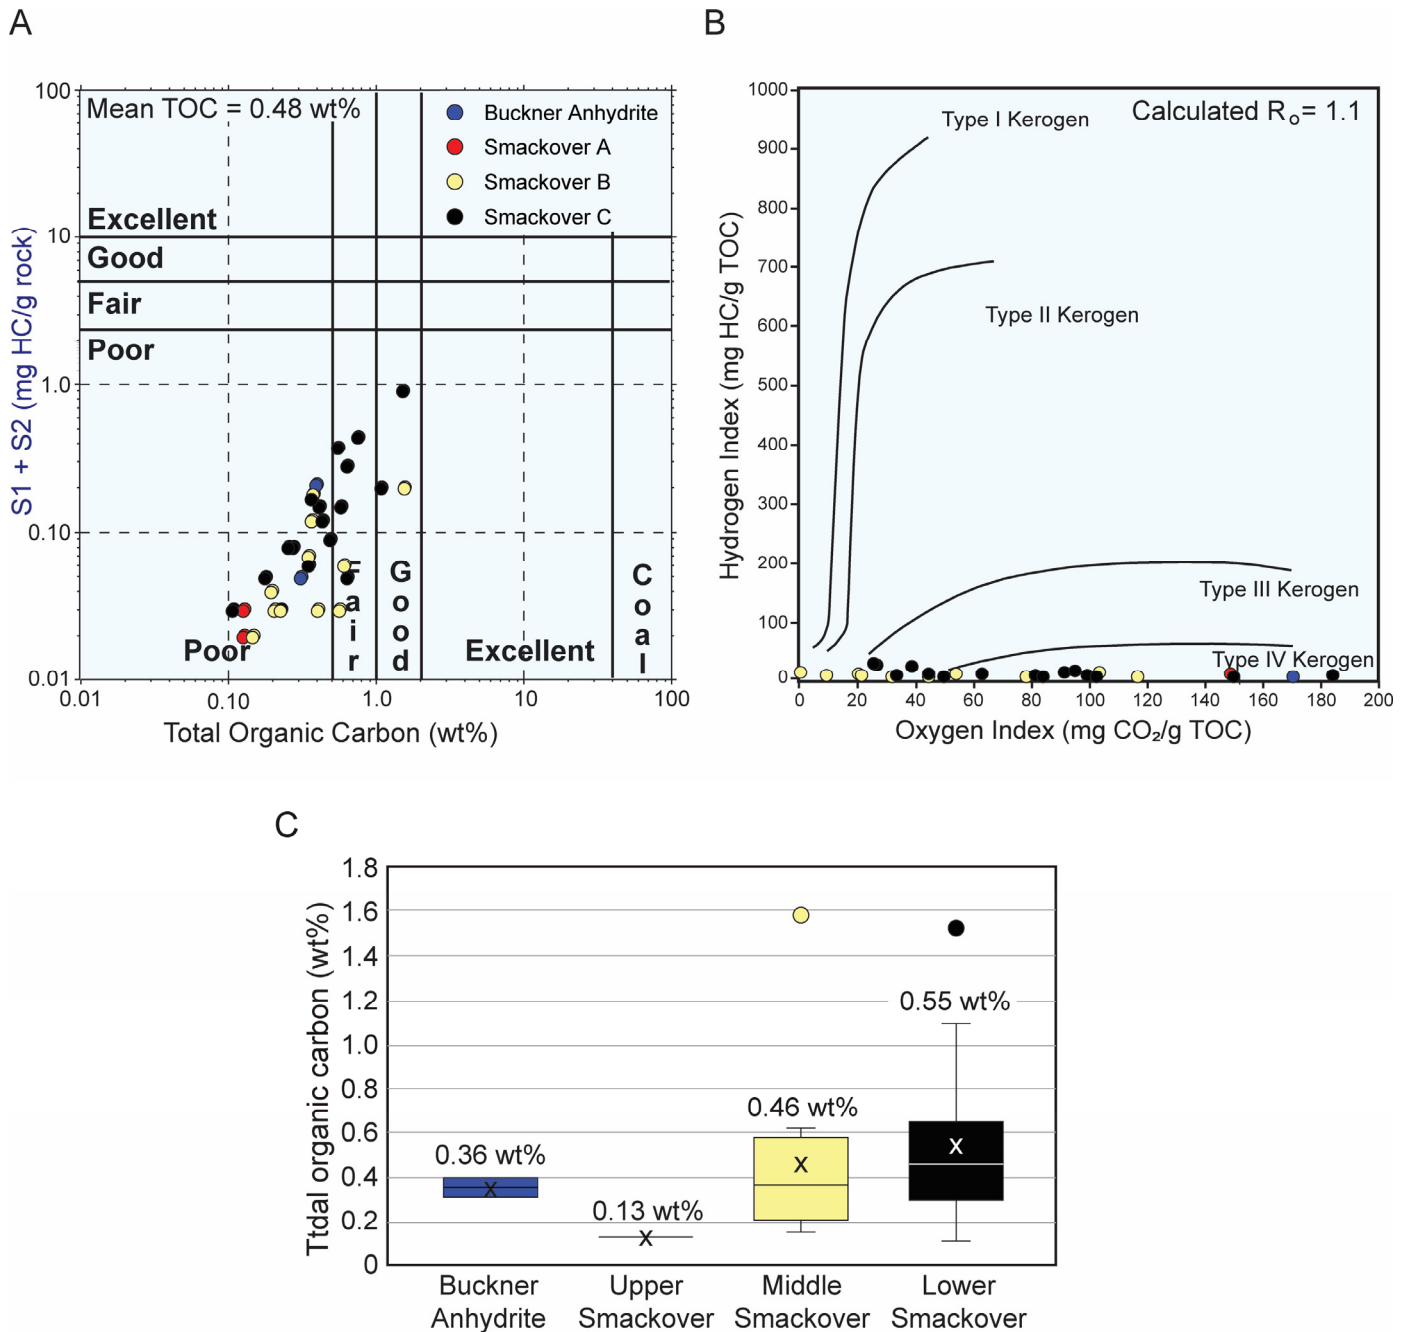 A
Mean TOC = 0.48 wt%
Buckner Anhydrite
Smackover A
Smackover B
Smackover C
Excellent
Good
Fair
Poor
100
10
1.0
0.10
0.01
S1 + S2 (mg HC/g rock)
Poor
Fair
Good
Excellent
Coal
0.01
0.10
1.0
10
100
Total Organic Carbon (wt%)
B
Calculated Ro= 1.1
Type I Kerogen
Type II Kerogen
Type III Kerogen
Type IV Kerogen
1000
900
800
700
600
500
400
300
200
100
0
Hydrogen Index (mg HC/g TOC)
0
20
40
60
80
100
120
140
160
180
200
Oxygen Index (mg CO₂/g TOC)
C
1.8
1.6
1.4
1.2
1.0
0.8
0.6
0.4
0.2
0
Ttdal organic carbon (wt%)
0.36 wt%
0.13 wt%
0.46 wt%
0.55 wt%
x
x
x
x
Buckner
Anhydrite
Upper
Smackover
Middle
Smackover
Lower
Smackover